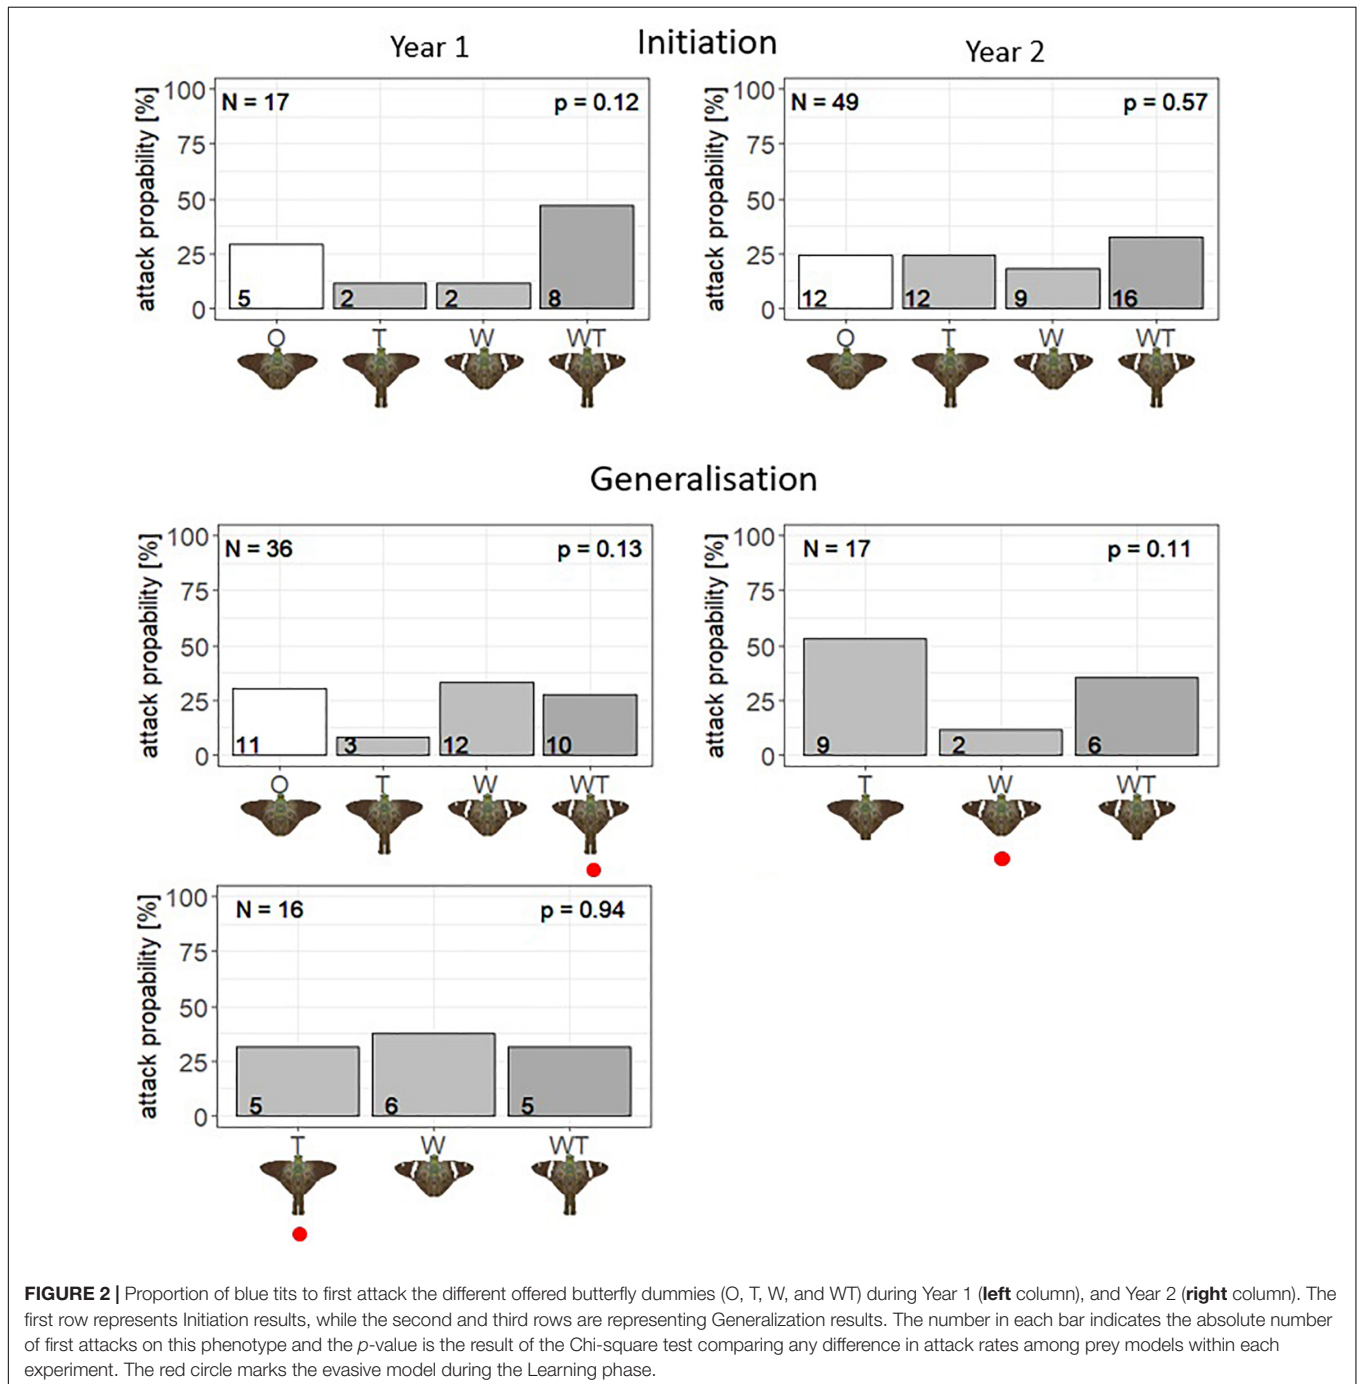 Initiation
Year 1
Year 2
attack propability [%]
100
75
50
25
0
N = 17
p = 0.12
5
2
2
8
O
T
W
WT
attack propability [%]
100
75
50
25
0
N = 49
p = 0.57
12
12
9
16
O
T
W
WT
Generalisation
attack propability [%]
100
75
50
25
0
N = 36
p = 0.13
11
3
12
10
O
T
W
WT
attack propability [%]
100
75
50
25
0
N = 17
p = 0.11
9
2
6
T
W
WT
attack propability [%]
100
75
50
25
0
N = 16
p = 0.94
5
6
5
T
W
WT
FIGURE 2 | Proportion of blue tits to first attack the different offered butterfly dummies (O, T, W, and WT) during Year 1 (left column), and Year 2 (right column). The
first row represents Initiation results, while the second and third rows are representing Generalization results. The number in each bar indicates the absolute number
of first attacks on this phenotype and the p-value is the result of the Chi-square test comparing any difference in attack rates among prey models within each
experiment. The red circle marks the evasive model during the Learning phase.